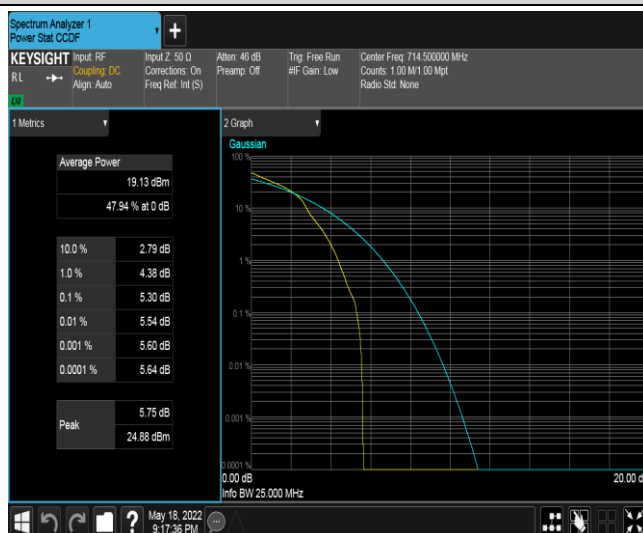 Spectrum Analyzer 1
Power Stat CCDF
KEYSIGHT
RL
Input: RF
Coupling: DC
Align: Auto
Input Z: 50 Ω
Corrections: On
Freq Ref: Int (S)
Atten: 46 dB
Preamp: Off
Trig: Free Run
#IF Gain: Low
Center Freq: 714.500000 MHz
Counts: 1.00 M/1.00 Mpt
Radio Std: None
1 Metrics
Average Power
19.13 dBm
47.94 % at 0 dB
10.0 % 2.79 dB
1.0 % 4.38 dB
0.1 % 5.30 dB
0.01 % 5.54 dB
0.001 % 5.60 dB
0.0001 % 5.64 dB
Peak
5.75 dB
24.88 dBm
2 Graph
Gaussian
100 %
10 %
1 %
0.1 %
0.01 %
0.001 %
0.0001 %
0.00 dB
20.00 d
Info BW 25.000 MHz
May 18, 2022
9:17:36 PM